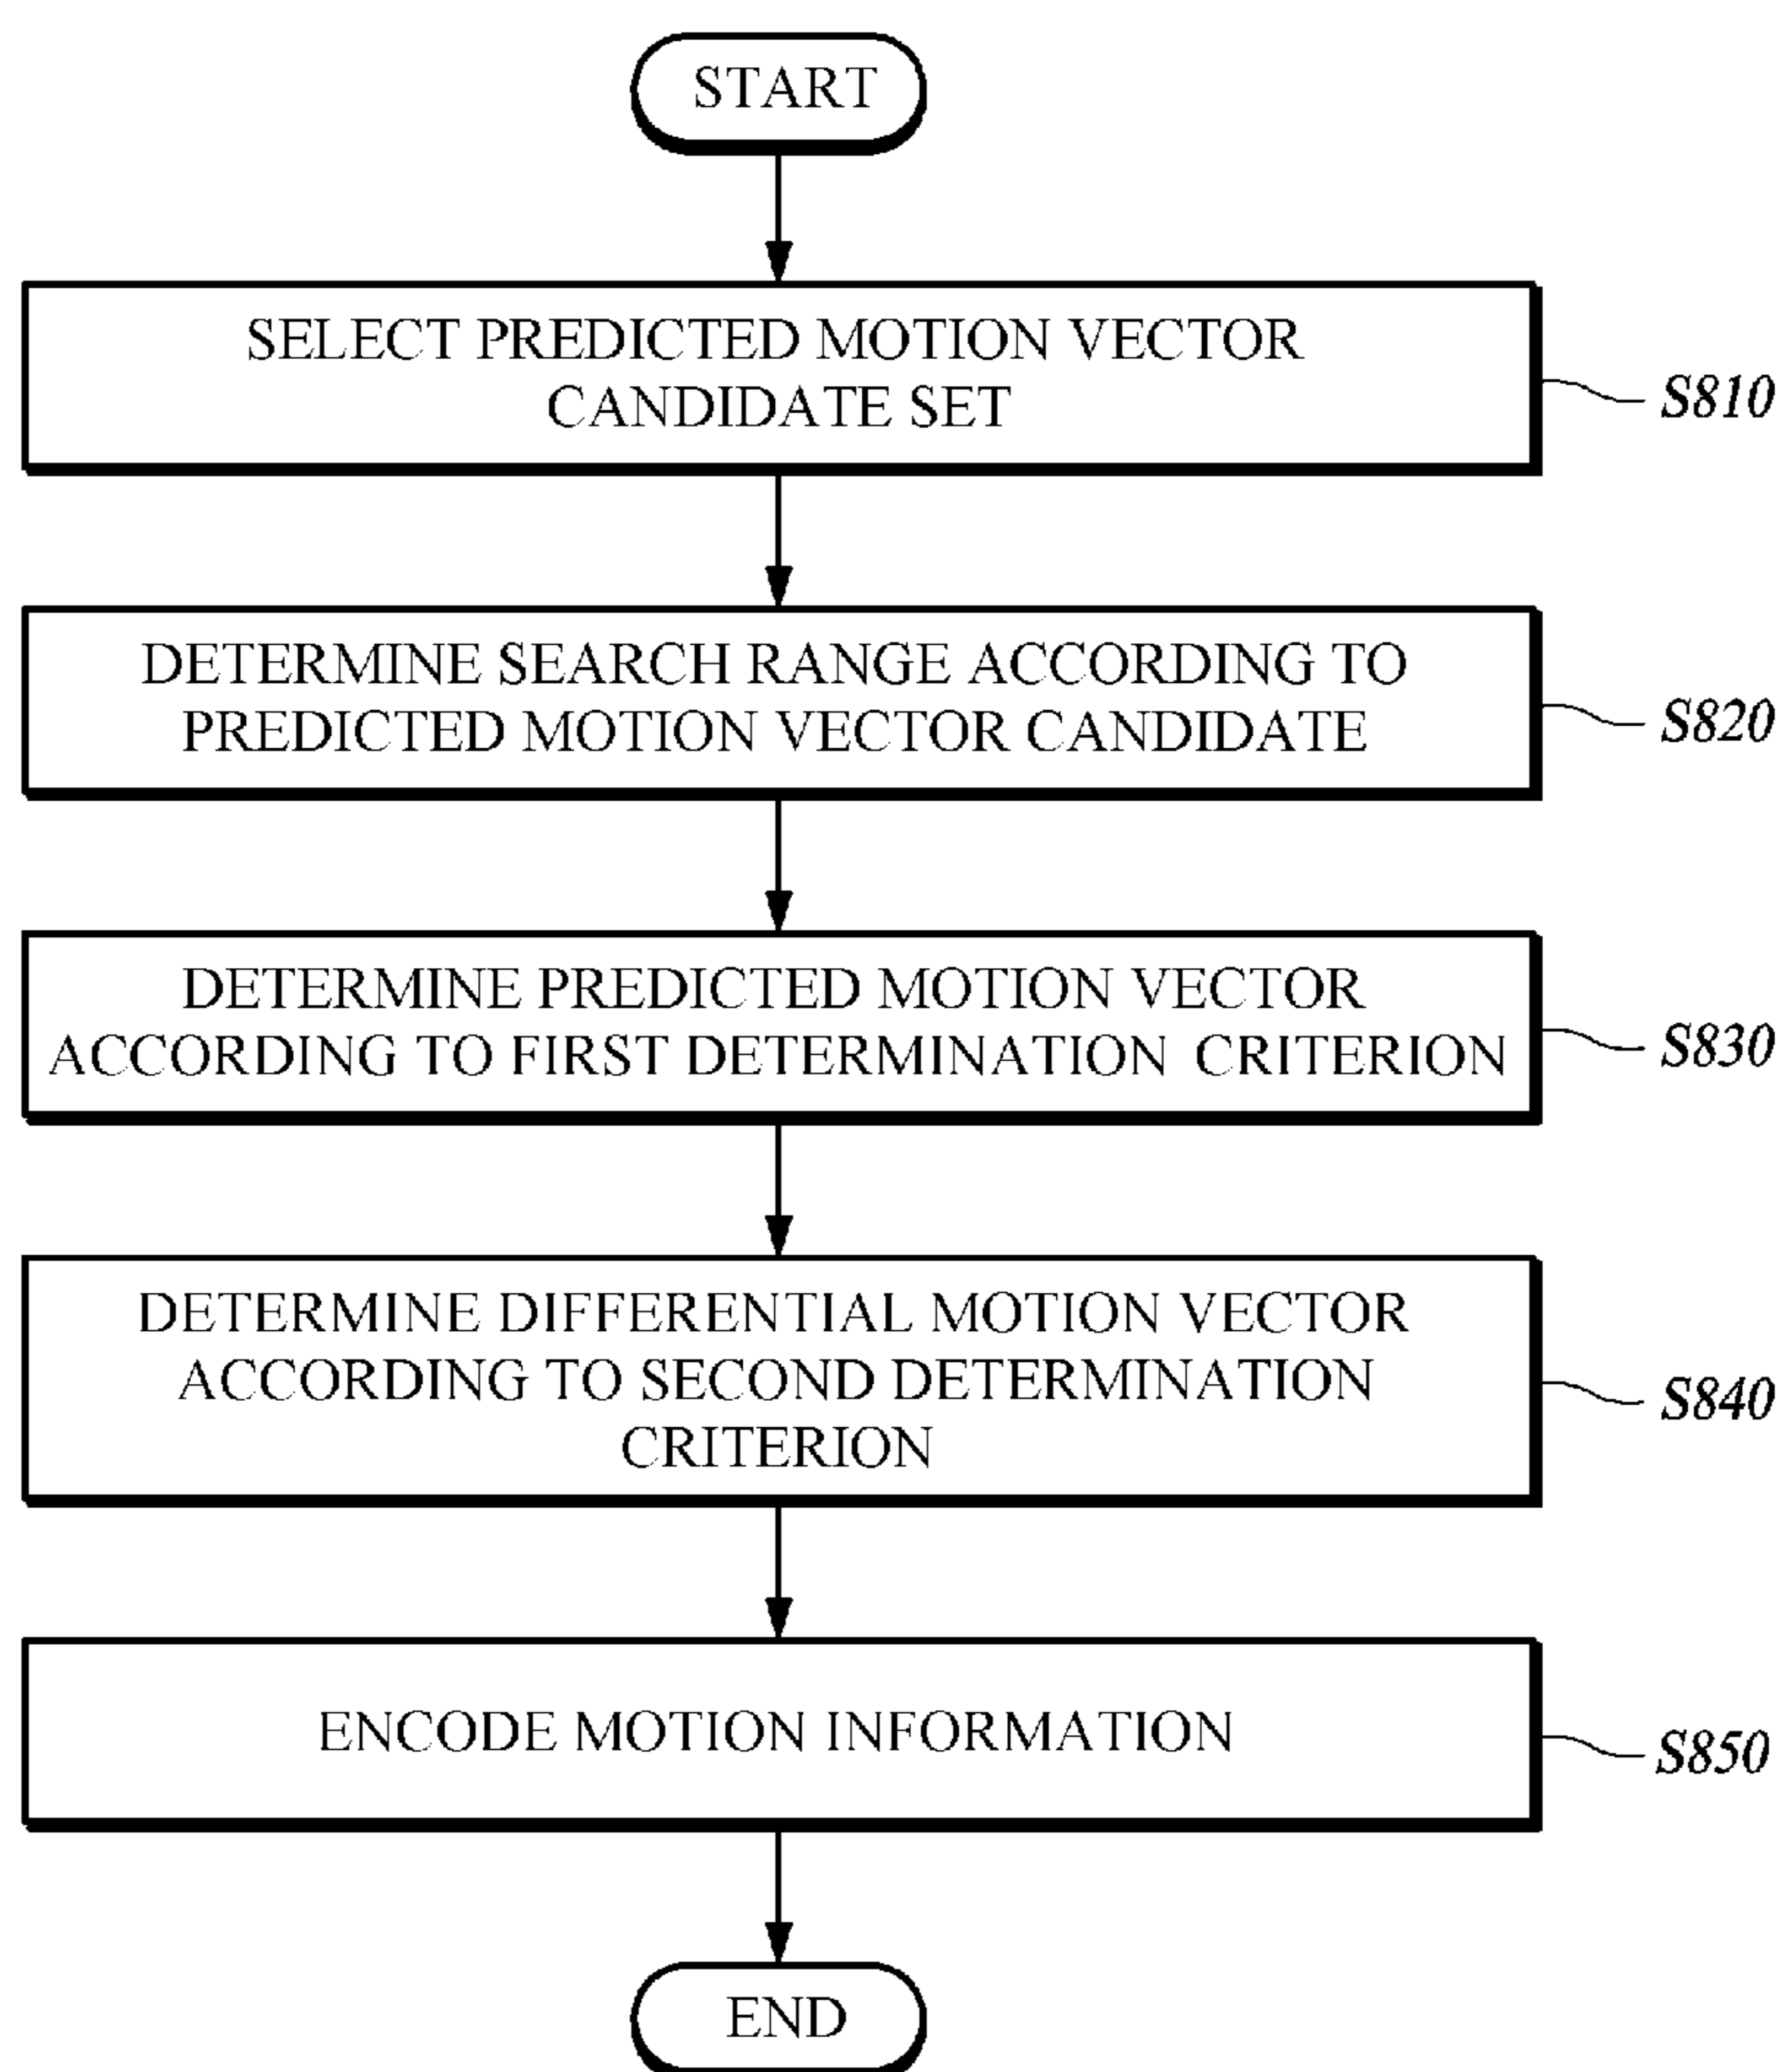 START
SELECT PREDICTED MOTION VECTOR
CANDIDATE SET
S810
DETERMINE SEARCH RANGE ACCORDING TO
PREDICTED MOTION VECTOR CANDIDATE
S820
DETERMINE PREDICTED MOTION VECTOR
ACCORDING TO FIRST DETERMINATION CRITERION
S830
DETERMINE DIFFERENTIAL MOTION VECTOR
ACCORDING TO SECOND DETERMINATION
CRITERION
S840
ENCODE MOTION INFORMATION
S850
END